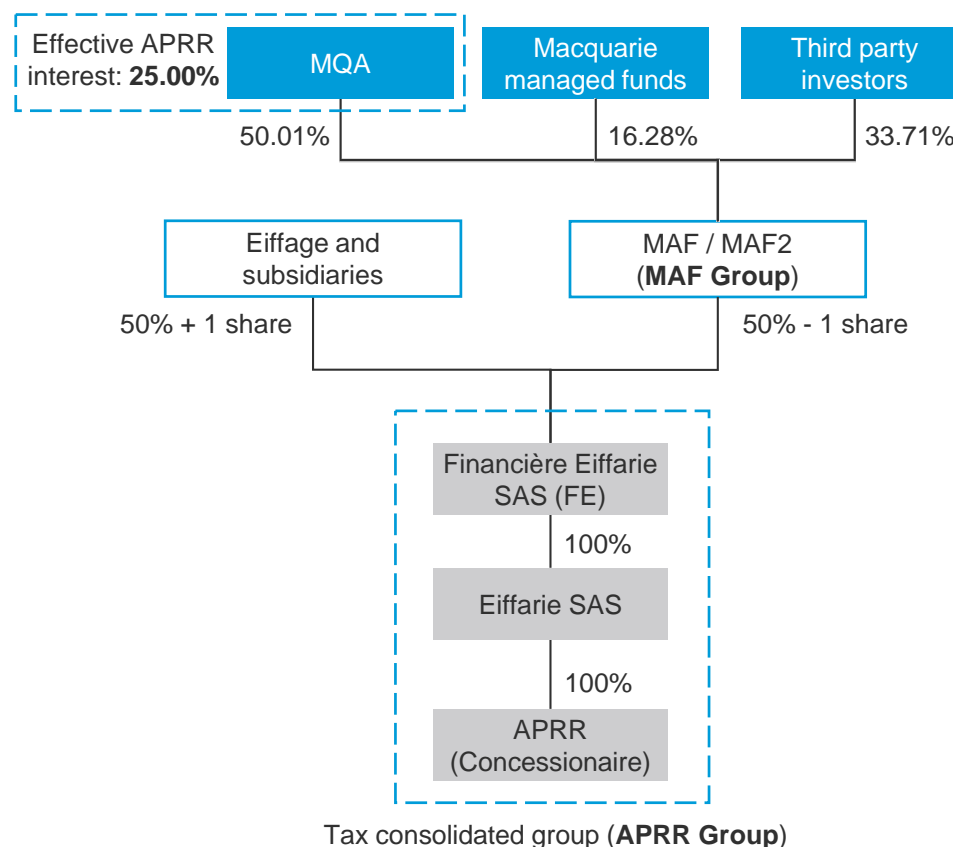 Effective APRR
interest: 25.00%
MQA
Macquarie
managed funds
Third party
investors
50.01%
16.28%
33.71%
Eiffage and
subsidiaries
MAF / MAF2
(MAF Group)
50% + 1 share
50% - 1 share
Financière Eiffarie
SAS (FE)
100%
Eiffarie SAS
100%
APRR
(Concessionaire)
Tax consolidated group (APRR Group)